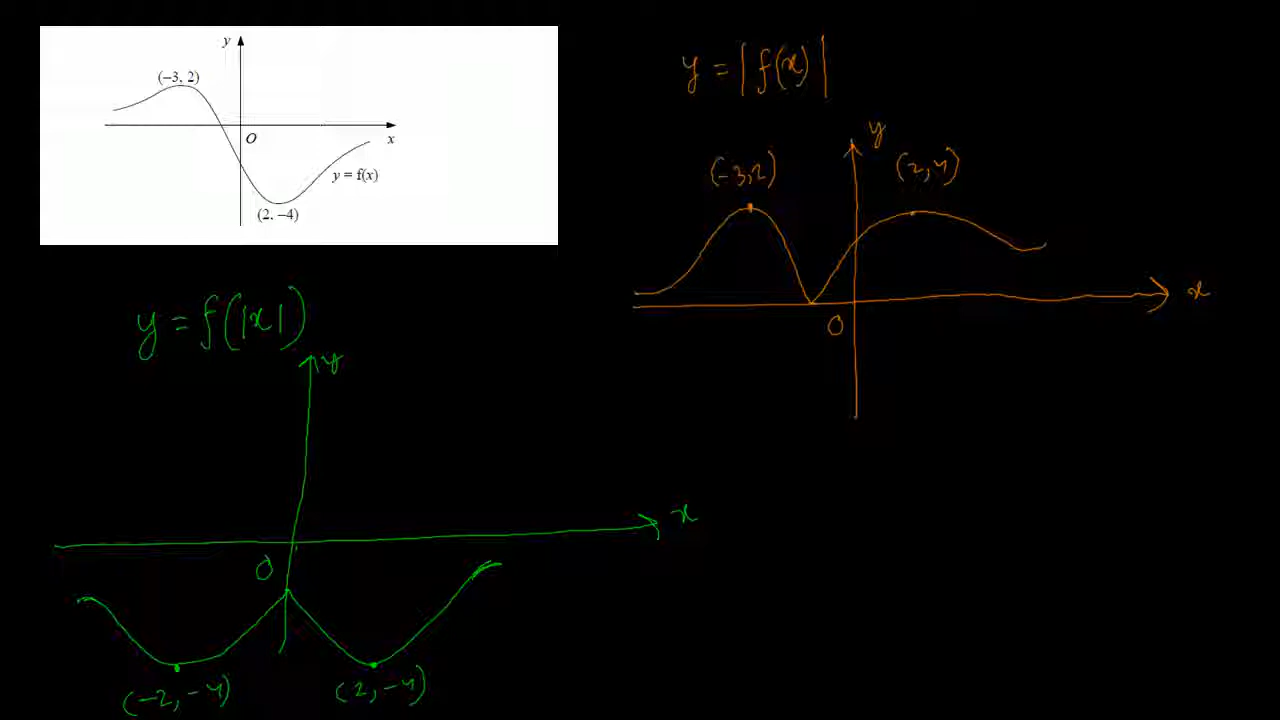 y
(−3, 2)
O
x
y = f(x)
(2, −4)
y = |f(x)|
y
(-3,2)
(2,4)
x
O
y = f(|x|)
y
x
O
(-2,-4)
(2,-4)